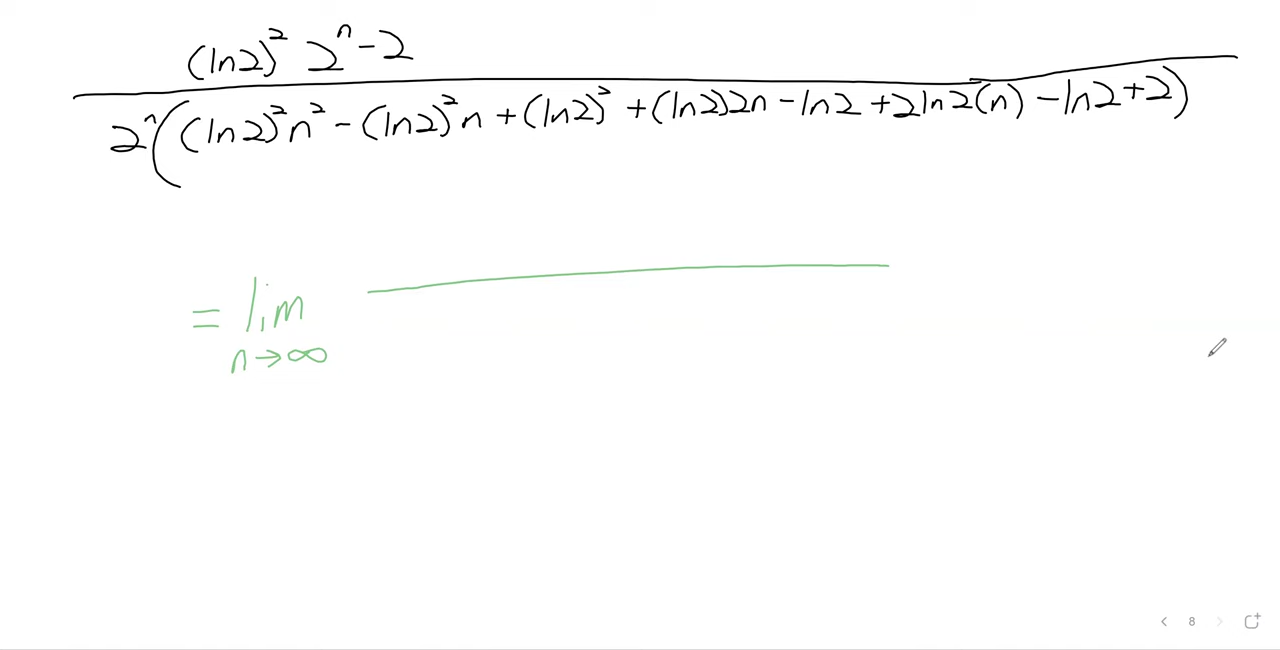 (ln2)² 2ⁿ - 2
2ⁿ((ln2)²n² - (ln2)²n + (ln2)² + (ln2)2n - ln2 + 2ln2(n) - ln2 + 2)
= lim
n→∞
8